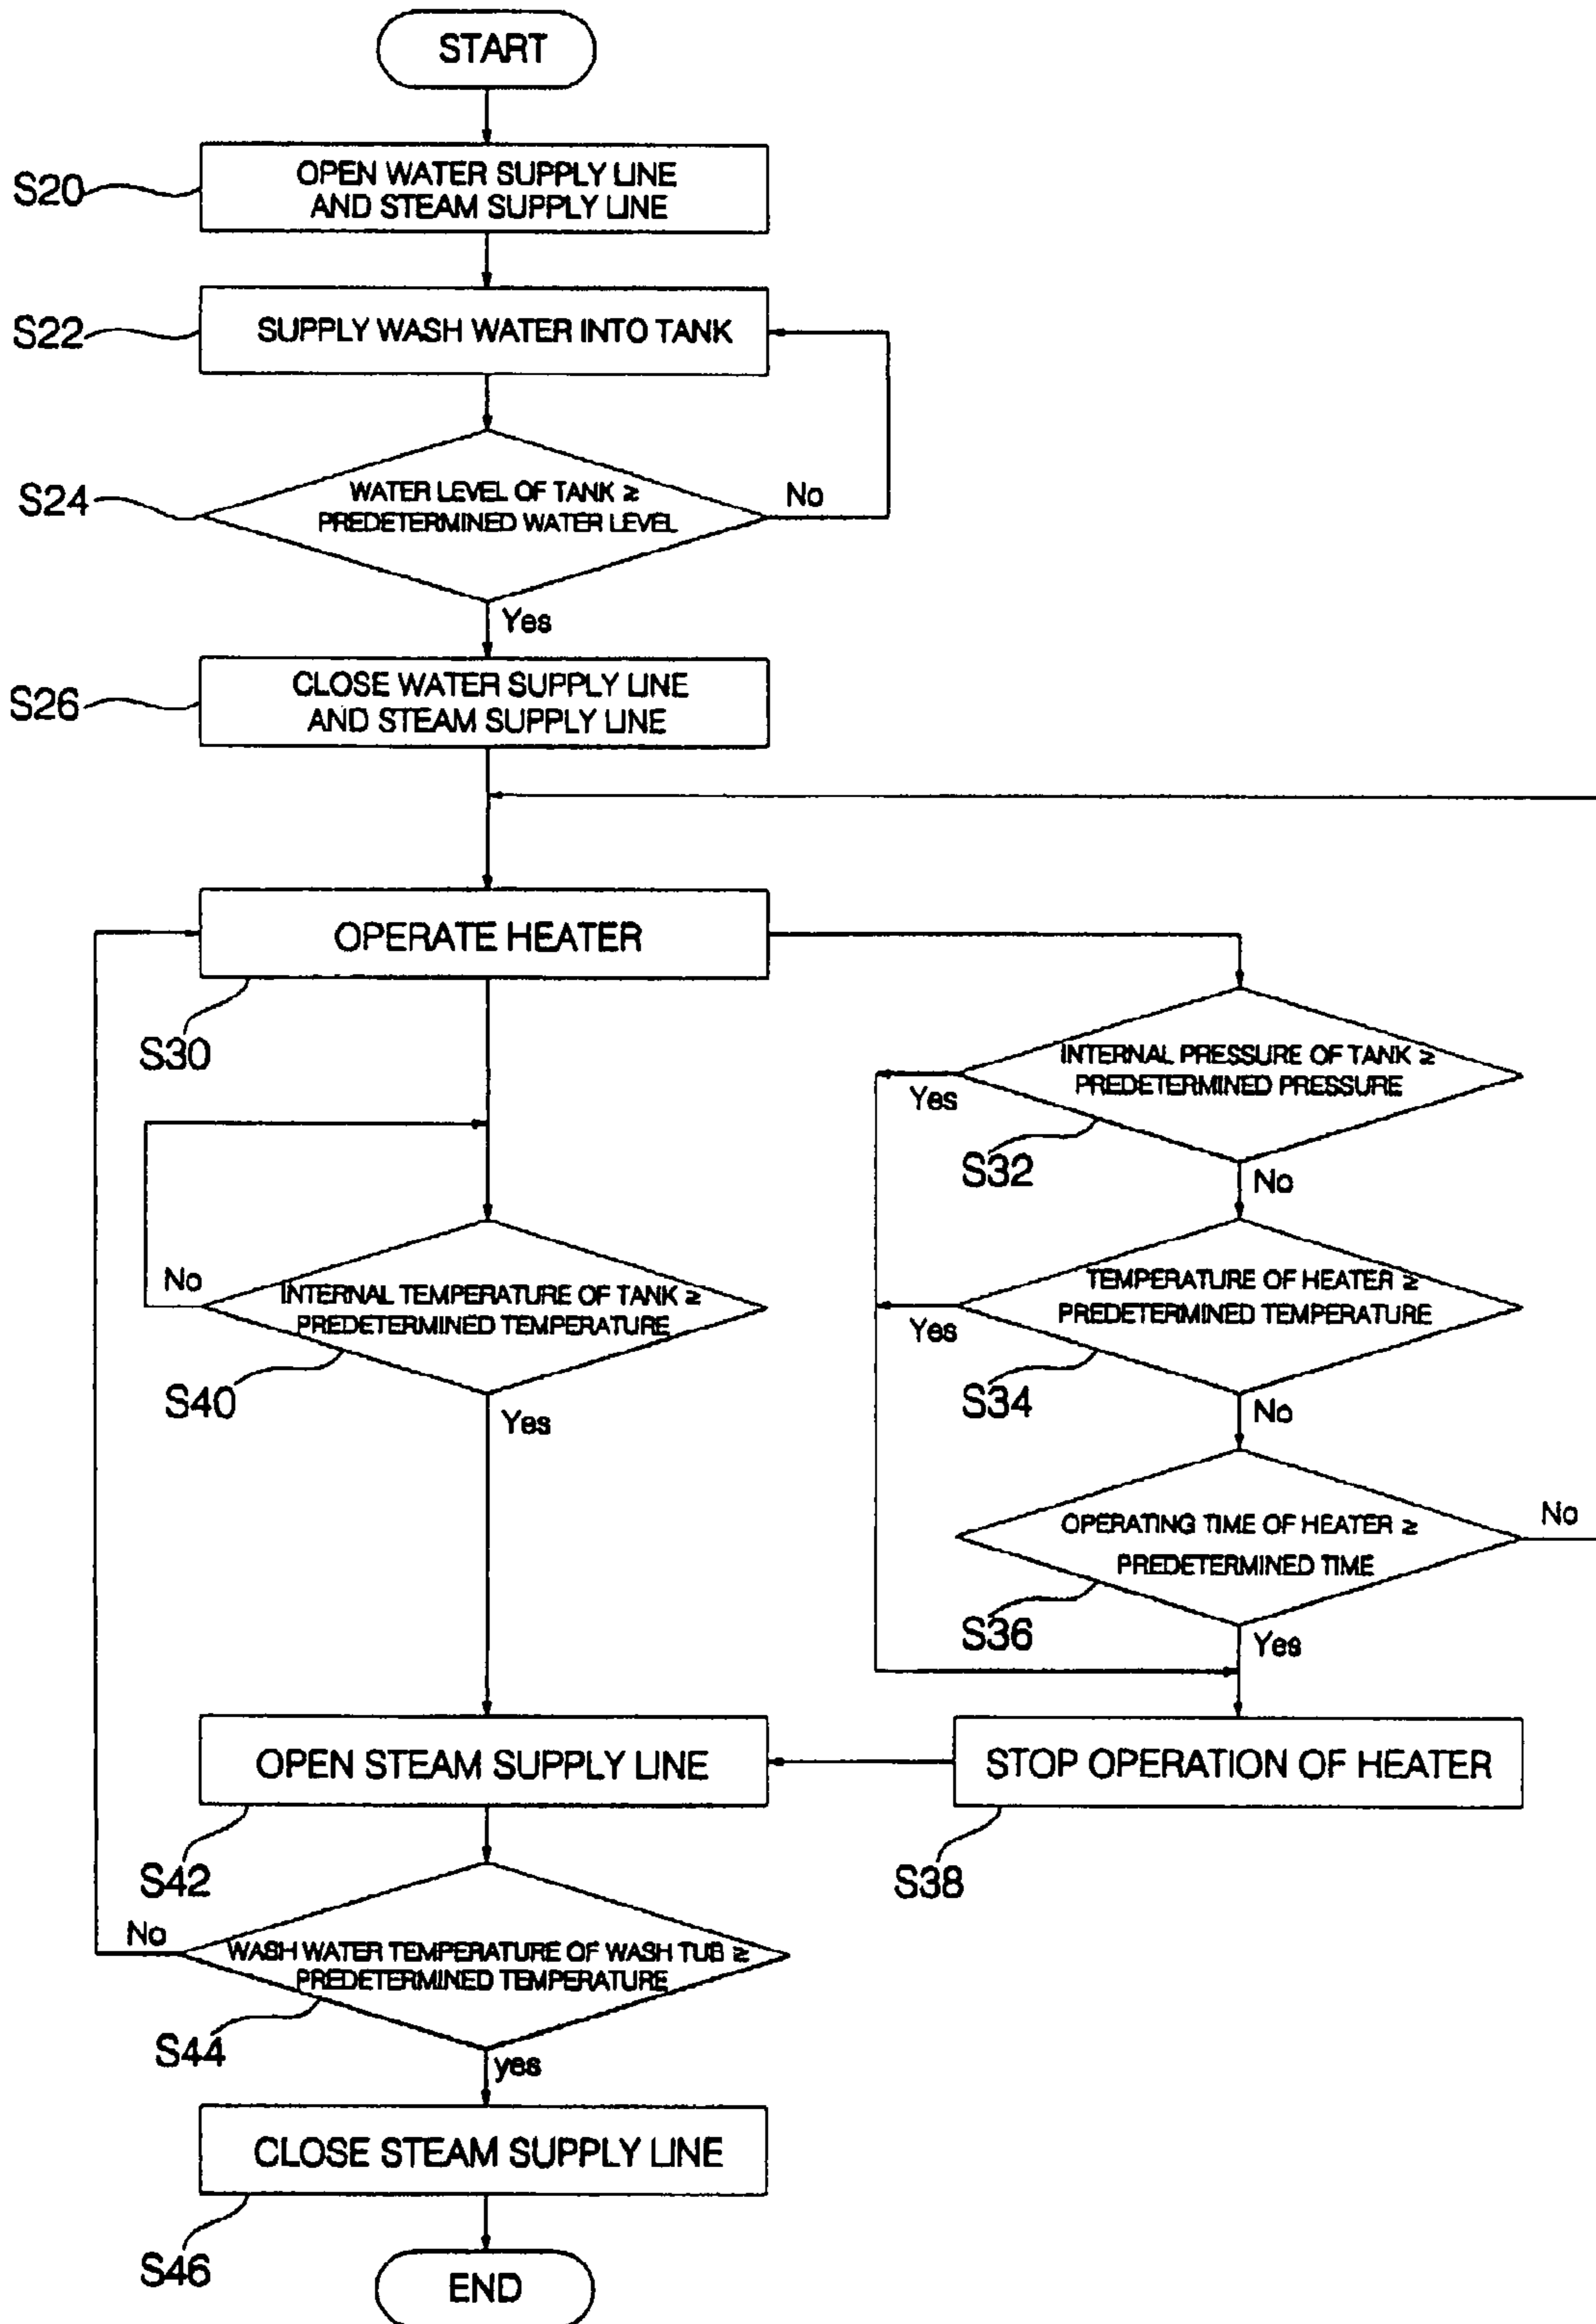 START
S20
OPEN WATER SUPPLY LINE
AND STEAM SUPPLY LINE
S22
SUPPLY WASH WATER INTO TANK
S24
WATER LEVEL OF TANK ≥
PREDETERMINED WATER LEVEL
No
Yes
S26
CLOSE WATER SUPPLY LINE
AND STEAM SUPPLY LINE
OPERATE HEATER
S30
INTERNAL PRESSURE OF TANK ≥
PREDETERMINED PRESSURE
Yes
S32
No
TEMPERATURE OF HEATER ≥
PREDETERMINED TEMPERATURE
Yes
S34
No
No
INTERNAL TEMPERATURE OF TANK ≥
PREDETERMINED TEMPERATURE
S40
Yes
OPERATING TIME OF HEATER ≥
PREDETERMINED TIME
No
S36
Yes
OPEN STEAM SUPPLY LINE
S42
STOP OPERATION OF HEATER
S38
No
WASH WATER TEMPERATURE OF WASH TUB ≥
PREDETERMINED TEMPERATURE
S44
yes
CLOSE STEAM SUPPLY LINE
S46
END